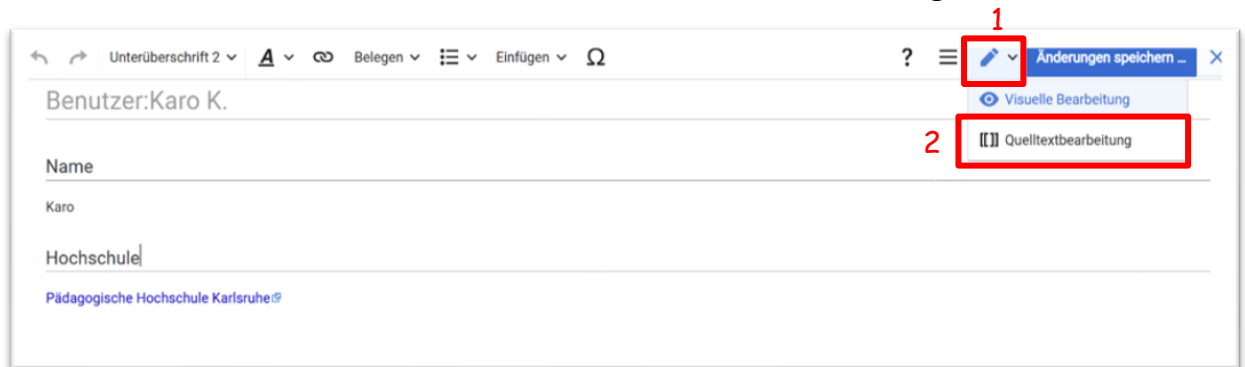 1
Unterüberschrift 2 A Belegen Einfügen Ω ? Änderungen speichern ...
Benutzer:Karo K.
Visuelle Bearbeitung
2 [[]] Quelltextbearbeitung
Name
Karo
Hochschule
Pädagogische Hochschule Karlsruhe